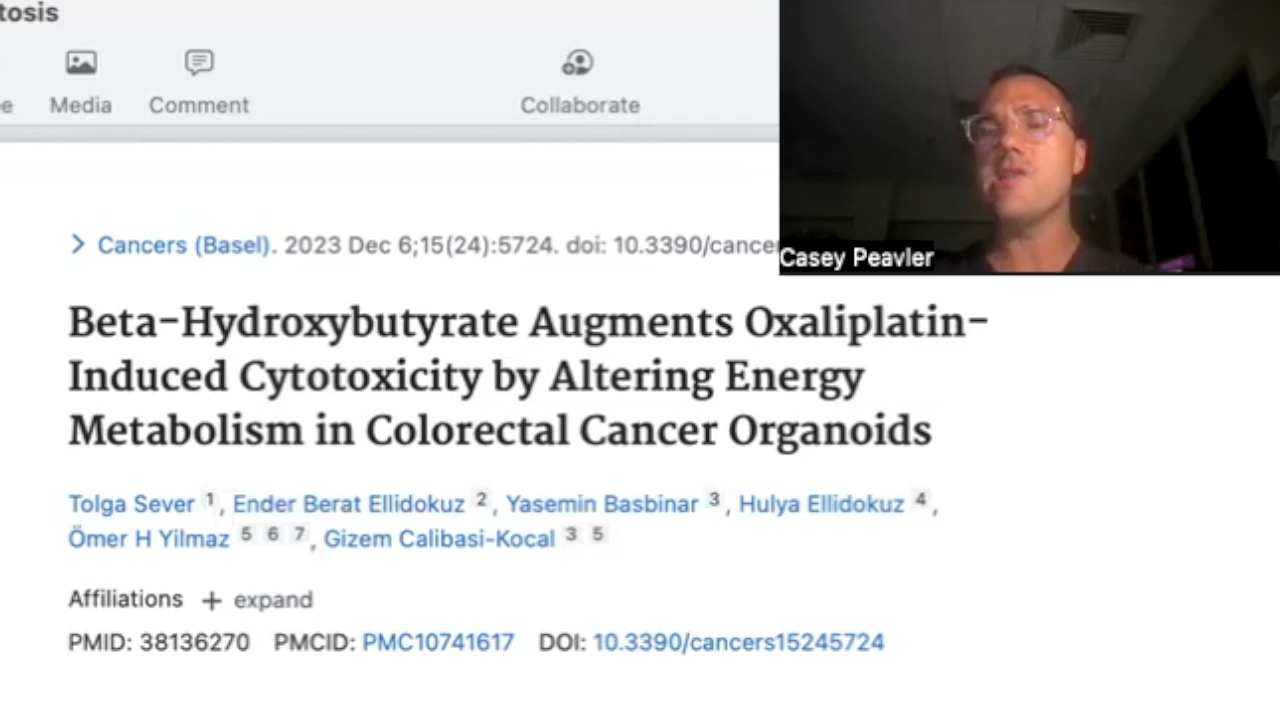 tosis
e Media Comment Collaborate
Cancers (Basel). 2023 Dec 6;15(24):5724. doi: 10.3390/cancer
Casey Peavler
Beta-Hydroxybutyrate Augments Oxaliplatin-
Induced Cytotoxicity by Altering Energy
Metabolism in Colorectal Cancer Organoids
Tolga Sever 1, Ender Berat Ellidokuz 2, Yasemin Basbinar 3, Hulya Ellidokuz 4,
Ömer H Yilmaz 5 6 7, Gizem Calibasi-Kocal 3 5
Affiliations + expand
PMID: 38136270 PMCID: PMC10741617 DOI: 10.3390/cancers15245724